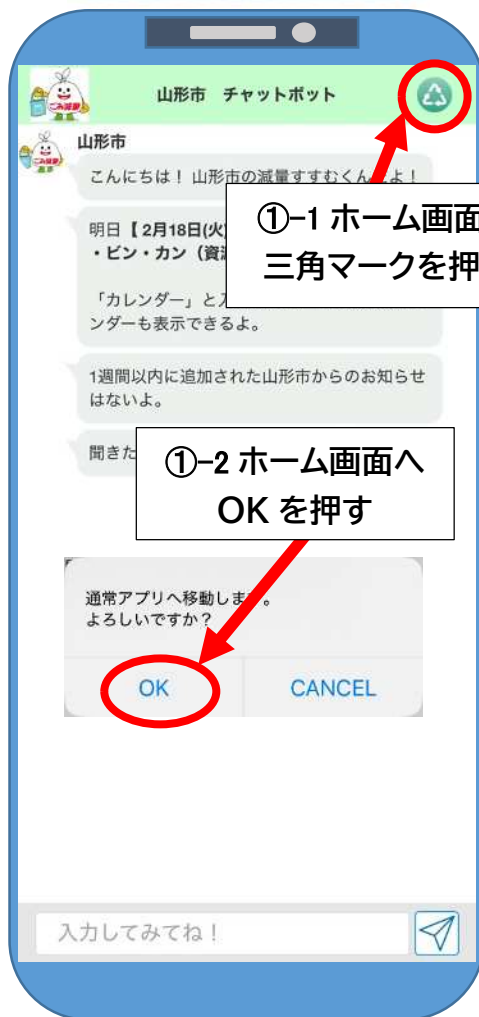 山形市 チャットボット
山形市
こんにちは！ 山形市の減量すすむくん
よ！
①-1 ホーム画面
三角マークを押
明日【 2月18日(火)
・ビン・カン（資
「カレンダー」と
ンダーも表示できるよ。
1週間以内に追加された山形市からのお知らせ
はないよ。
聞きた
①-2 ホーム画面へ
OK を押す
通常アプリへ移動しま
。
よろしいですか？
OK
CANCEL
入力してみてね！